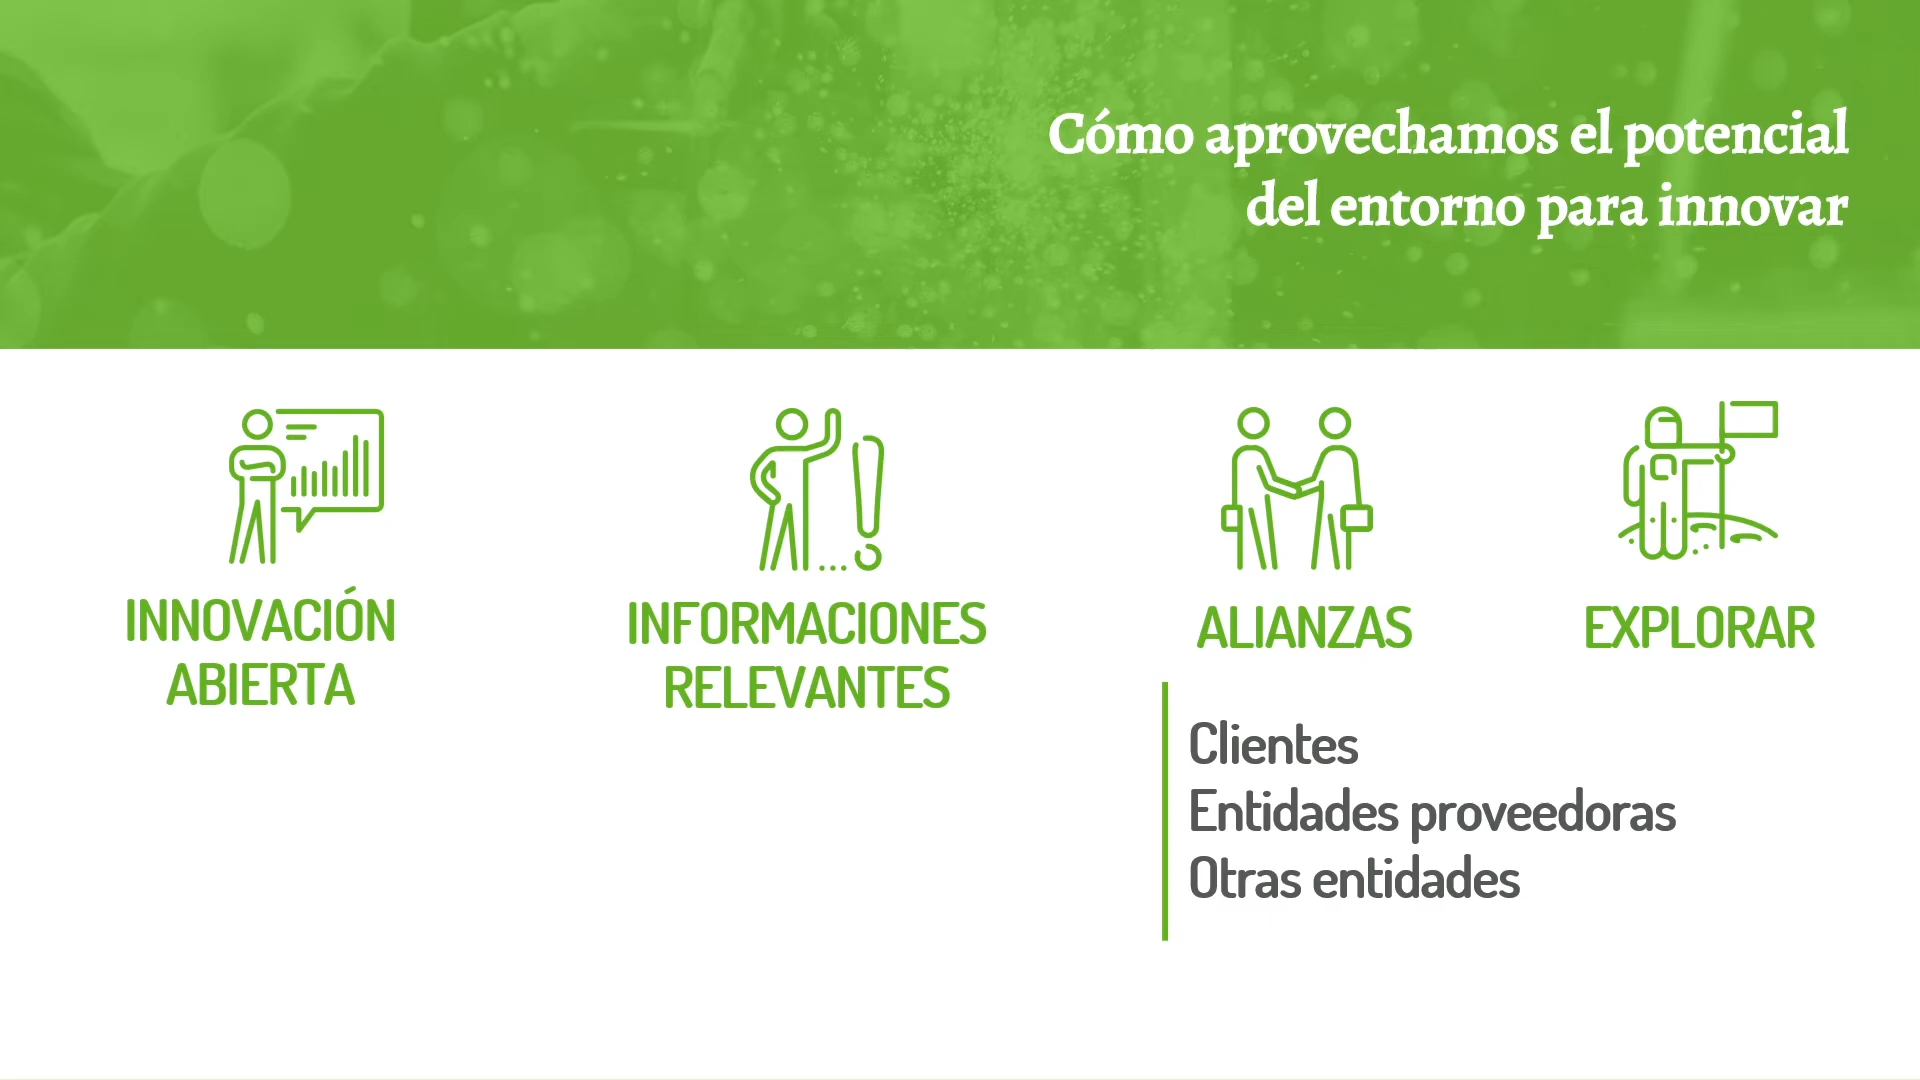 Cómo aprovechamos el potencial
del entorno para innovar
INNOVACIÓN
ABIERTA
INFORMACIONES
RELEVANTES
ALIANZAS
EXPLORAR
Clientes
Entidades proveedoras
Otras entidades